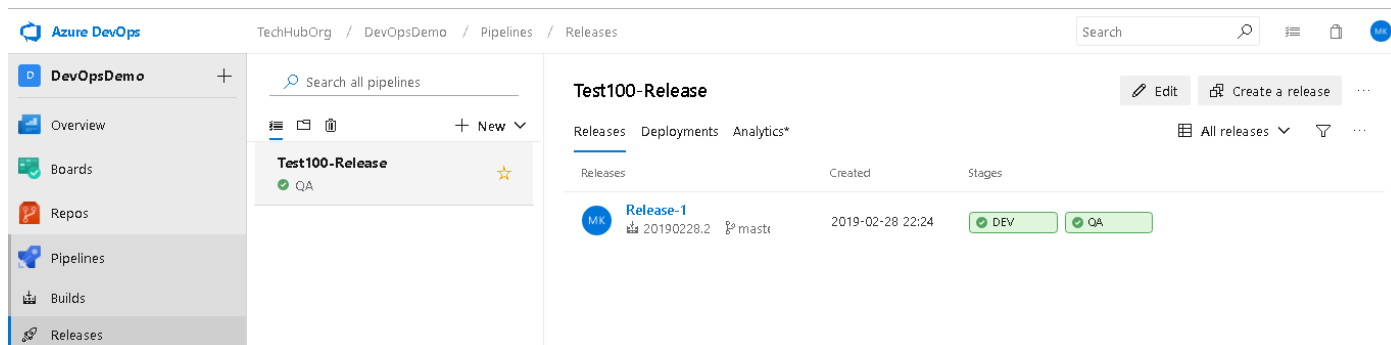 Azure DevOps
TechHubOrg / DevOpsDemo / Pipelines / Releases
Search
MK
D DevOpsDemo
Overview
Boards
Repos
Pipelines
Builds
Releases
Search all pipelines
New
Test100-Release
QA
Test100-Release
Edit
Create a release
Releases Deployments Analytics*
All releases
Releases Created Stages
MK Release-1
20190228.2 maste
2019-02-28 22:24
DEV QA